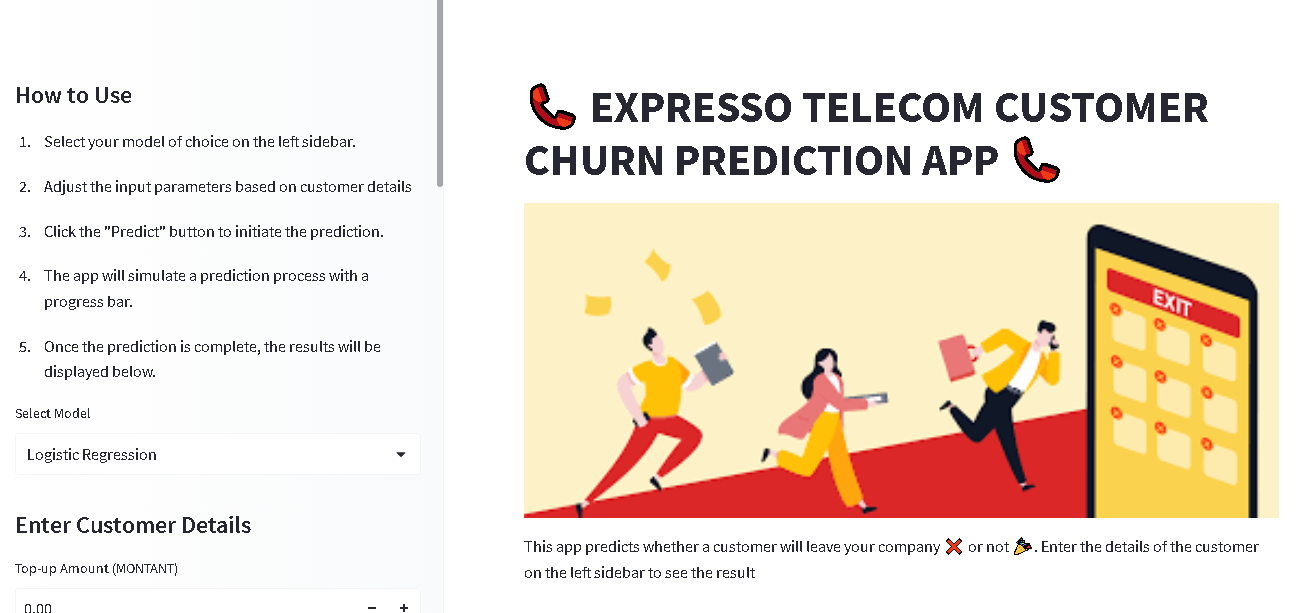 How to Use
1. Select your model of choice on the left sidebar.
2. Adjust the input parameters based on customer details
3. Click the "Predict" button to initiate the prediction.
4. The app will simulate a prediction process with a
progress bar.
5. Once the prediction is complete, the results will be
displayed below.
Select Model
Logistic Regression
Enter Customer Details
Top-up Amount (MONTANT)
0.00
EXPRESSO TELECOM CUSTOMER
CHURN PREDICTION APP
EXIT
This app predicts whether a customer will leave your company ❌ or not 🎉. Enter the details of the customer
on the left sidebar to see the result